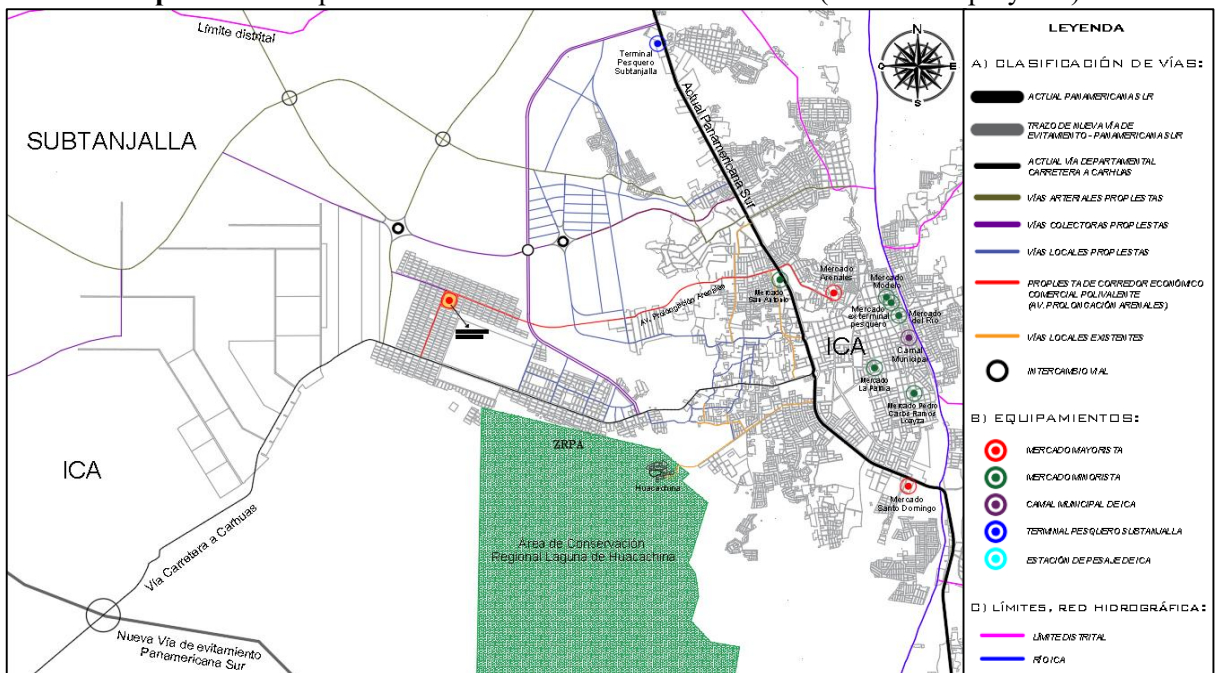 Límite distrital
Terminal
Pesquero
Subtanjalla
SUBTANJALLA
Actual Panamericana Sur
Mercado
San Antonio
Mercado
Arenales
Mercado
Modelo
Mercado
ex terminal
pesquero
Mercado
del Río
Av. Prolongación Arenales
ICA
Camal
Municipal
Mercado
La Palma
Mercado Pedro
Ramos
Loayza
ZRPA
Huacachina
Mercado
Santo Domingo
ICA
Vía Carretera a Carhuas
Área de Conservación
Regional Laguna de Huacachina
Nueva Vía de evitamiento
Panamericana Sur
N
O
E
S
LEYENDA
A) CLASIFICACIÓN DE VÍAS:
ACTUAL PANAMERICANA SUR
TRAZO DE NUEVA VÍA DE
EVITAMIENTO - PANAMERICANA SUR
ACTUAL VÍA DEPARTAMENTAL
CARRETERA A CARHUAS
VÍAS ARTERIALES PROPUESTAS
VÍAS COLECTORAS PROPUESTAS
VÍAS LOCALES PROPUESTAS
PROPUESTA DE CORREDOR ECONÓMICO
COMERCIAL POLIVALENTE
(AV. PROLONGACIÓN ARENALES)
VÍAS LOCALES EXISTENTES
INTERCAMBIO VIAL
B) EQUIPAMIENTOS:
MERCADO MAYORISTA
MERCADO MINORISTA
CAMAL MUNICIPAL DE ICA
TERMINAL PESQUERO SUBTANJALLA
ESTACIÓN DE PESAJE DE ICA
C) LÍMITES, RED HIDROGRÁFICA:
LÍMITE DISTRITAL
RÍO ICA